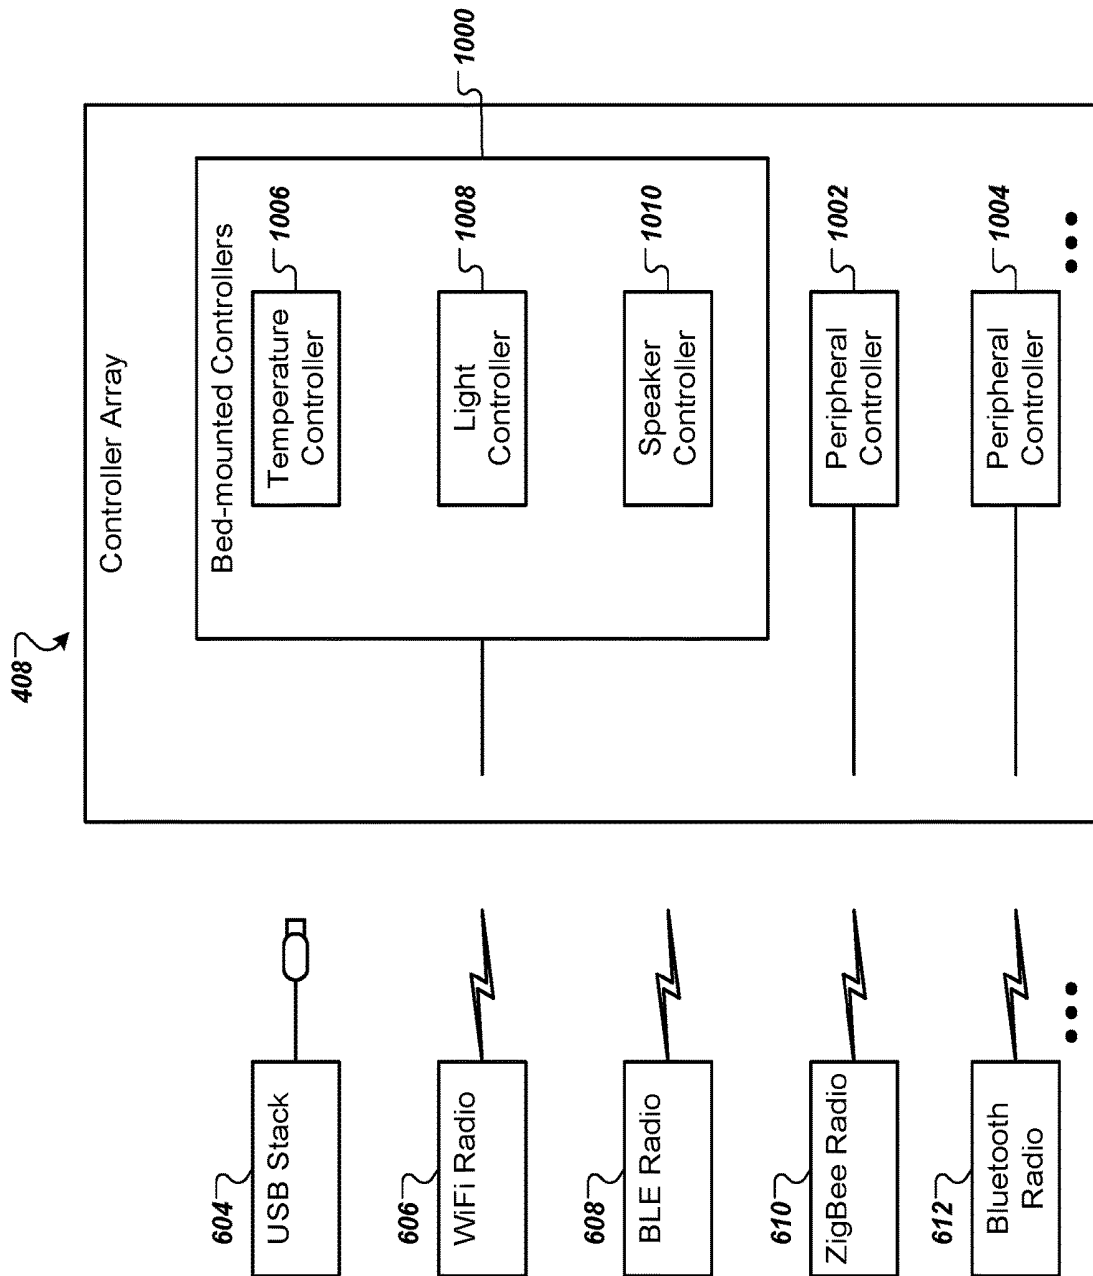 408
604
USB Stack
606
WiFi Radio
608
BLE Radio
610
ZigBee Radio
612
Bluetooth
Radio
Controller Array
Bed-mounted Controllers
1000
Temperature
Controller
1006
Light
Controller
1008
Speaker
Controller
1010
Peripheral
Controller
1002
Peripheral
Controller
1004